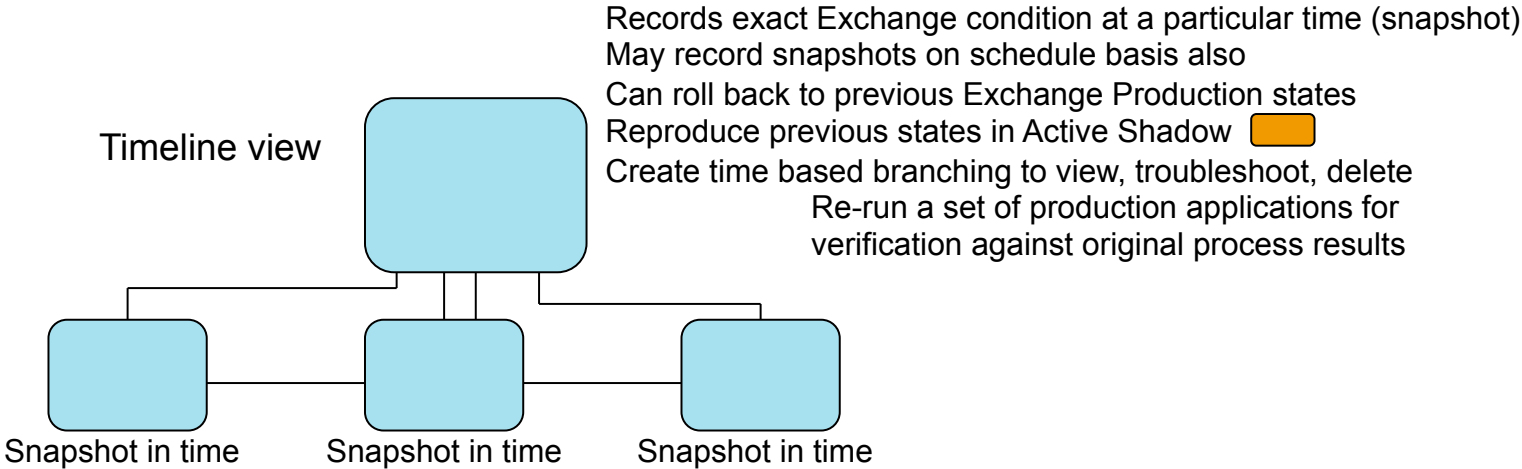 Records exact Exchange condition at a particular time (snapshot)
May record snapshots on schedule basis also
Can roll back to previous Exchange Production states
Timeline view
Reproduce previous states in Active Shadow
Create time based branching to view, troubleshoot, delete
Re-run a set of production applications for
verification against original process results
Snapshot in time
Snapshot in time
Snapshot in time